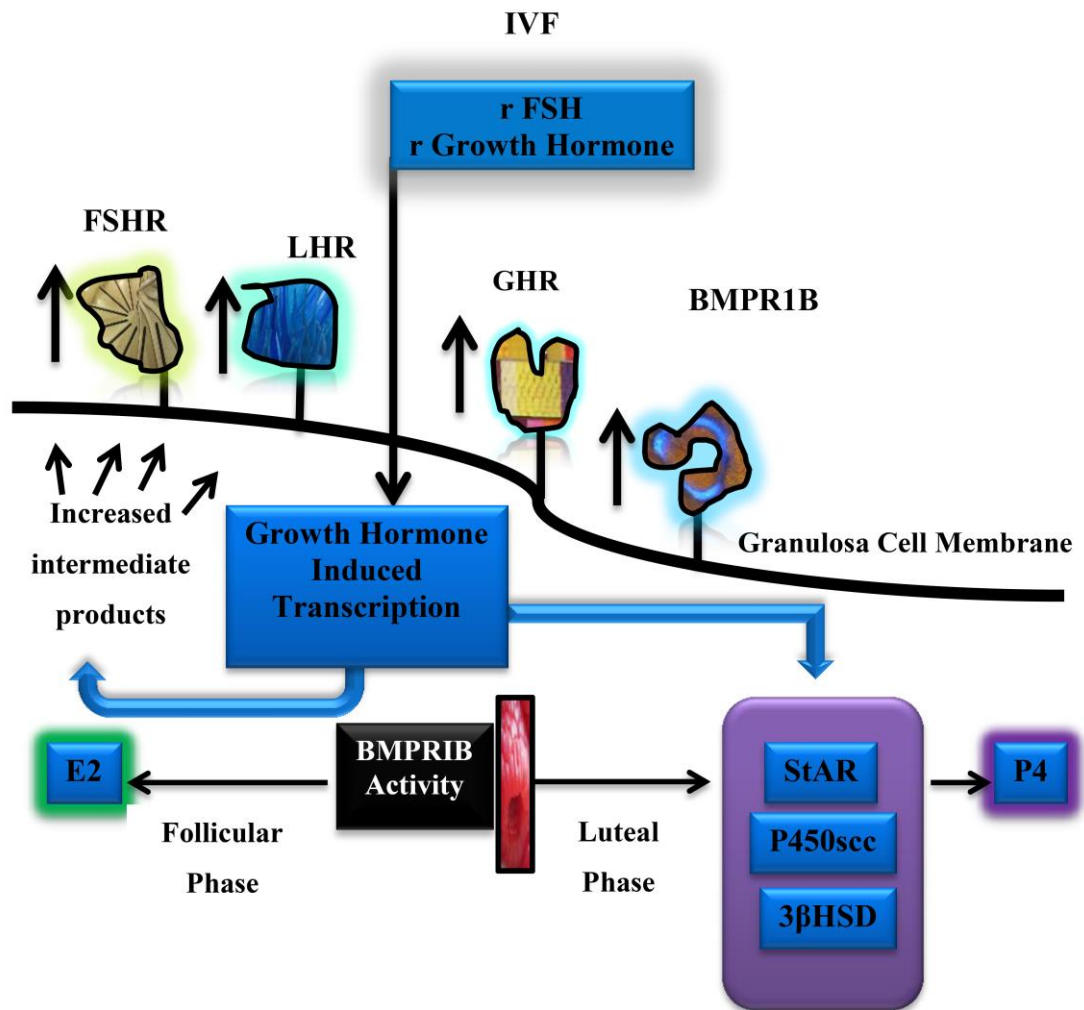 IVF
r FSH
r Growth Hormone
FSHR
LHR
GHR
BMPR1B
Increased
intermediate
products
Growth Hormone
Induced
Transcription
Granulosa Cell Membrane
E2
BMPRIB
Activity
StAR
P450scc
3βHSD
P4
Follicular
Phase
Luteal
Phase